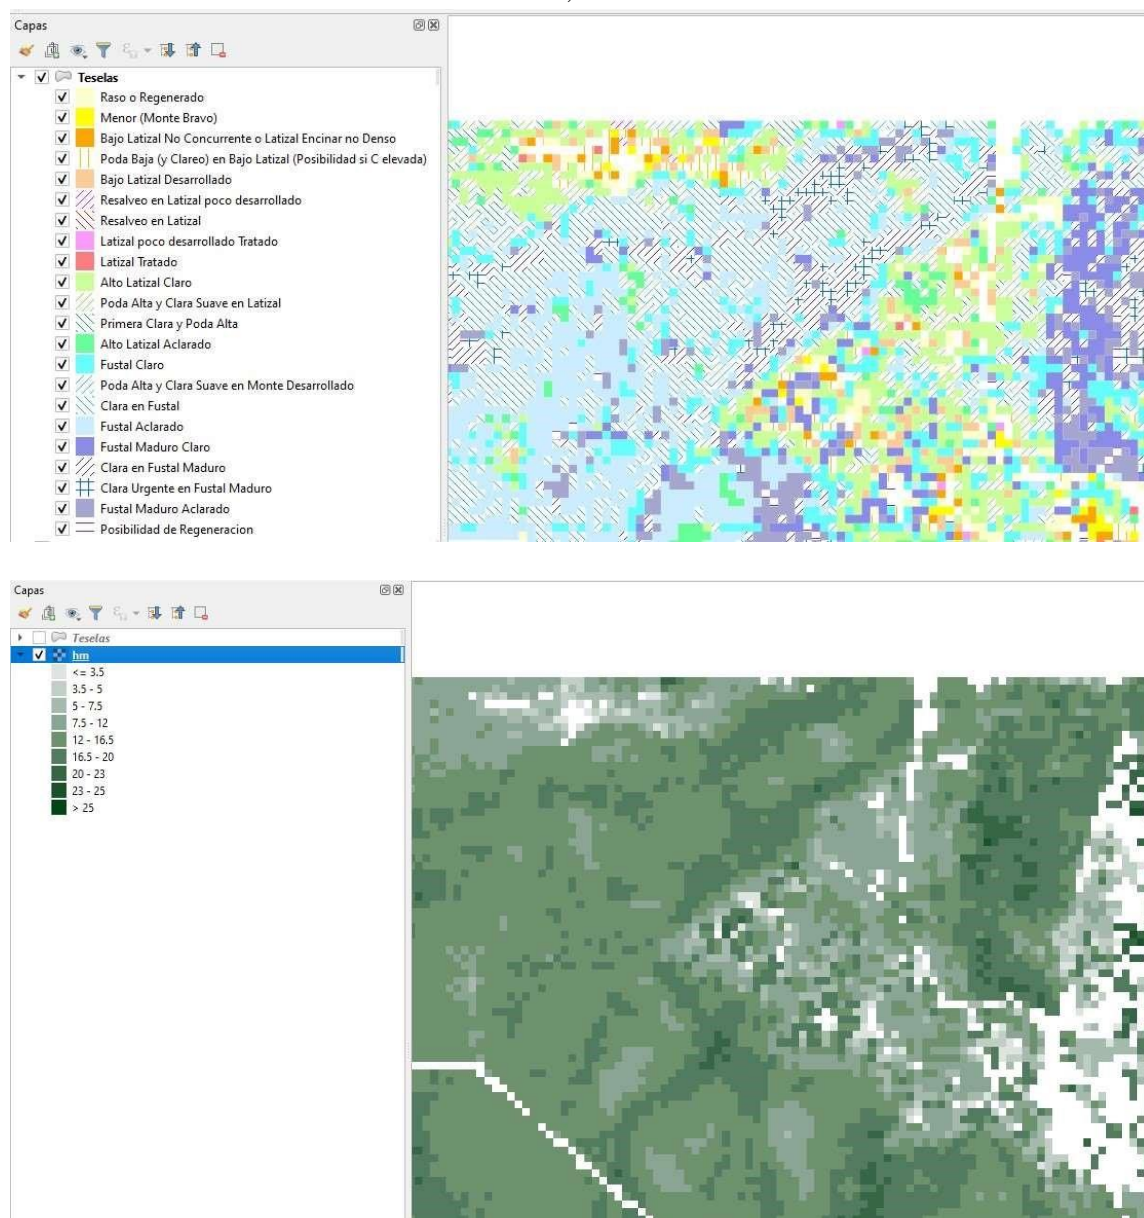 Capas
Teselas
Raso o Regenerado
Menor (Monte Bravo)
Bajo Latizal No Concurrente o Latizal Encinar no Denso
Poda Baja (y Clareo) en Bajo Latizal (Posibilidad si C elevada)
Bajo Latizal Desarrollado
Resalveo en Latizal poco desarrollado
Resalveo en Latizal
Latizal poco desarrollado Tratado
Latizal Tratado
Alto Latizal Claro
Poda Alta y Clara Suave en Latizal
Primera Clara y Poda Alta
Alto Latizal Aclarado
Fustal Claro
Poda Alta y Clara Suave en Monte Desarrollado
Clara en Fustal
Fustal Aclarado
Fustal Maduro Claro
Clara en Fustal Maduro
Clara Urgente en Fustal Maduro
Fustal Maduro Aclarado
Posibilidad de Regeneracion
Capas
Teselas
hm
<= 3.5
3.5 - 5
5 - 7.5
7.5 - 12
12 - 16.5
16.5 - 20
20 - 23
23 - 25
> 25